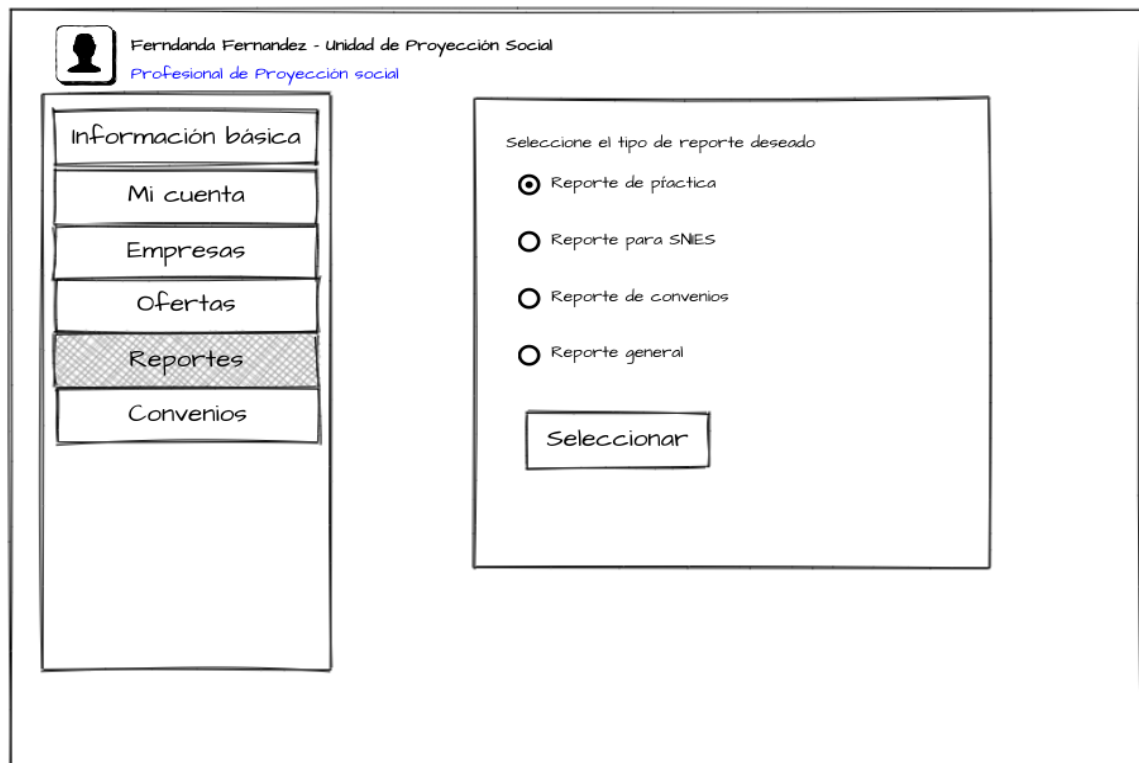 Ferndanda Fernandez - Unidad de Proyección Social
Profesional de Proyección social
Información básica
Mi cuenta
Empresas
Ofertas
Reportes
Convenios
Seleccione el tipo de reporte deseado
Reporte de pŕactica
Reporte para SNIES
Reporte de convenios
Reporte general
Seleccionar